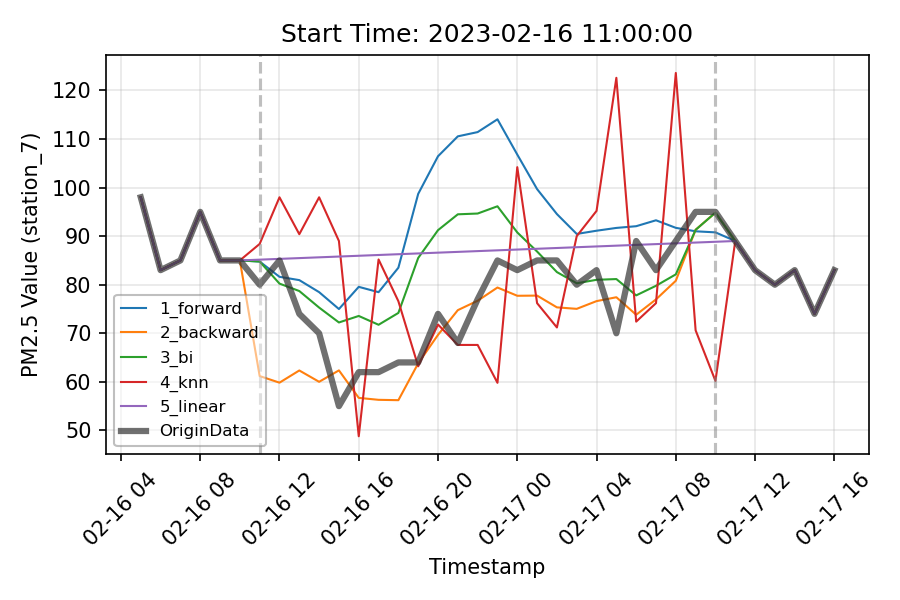 Start Time: 2023-02-16 11:00:00
PM2.5 Value (station_7)
120
110
100
90
80
70
60
50
1_forward
2_backward
3_bi
4_knn
5_linear
OriginData
02-16 04
02-16 08
02-16 12
02-16 16
02-16 20
02-17 00
02-17 04
02-17 08
02-17 12
02-17 16
Timestamp